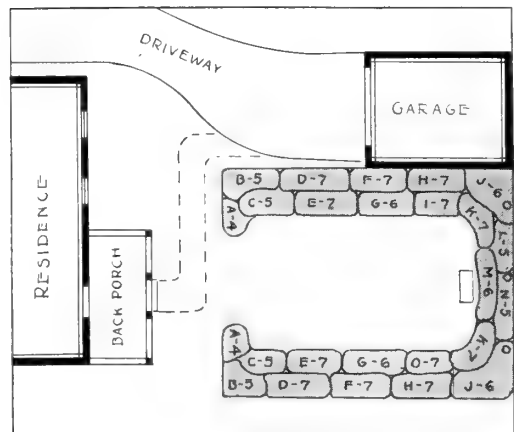 DRIVEWAY
GARAGE
RESIDENCE
BACK PORCH
B-5 D-7 F-7 H-7 J-6
A-4 C-5 E-7 G-6 I-7 K-7 O
L-5
M-6 O
N-5
A-4 K-7 O
C-5 E-7 G-6 O-7
B-5 D-7 F-7 H-7 J-6